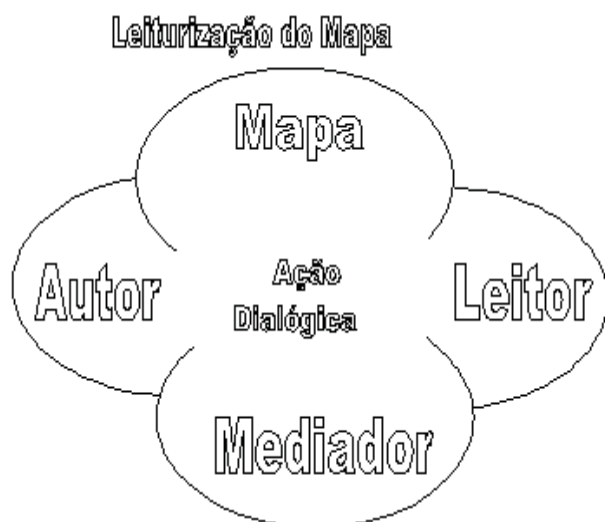 Leiturização do Mapa
Mapa
Autor
Ação
Dialógica
Leitor
Mediador